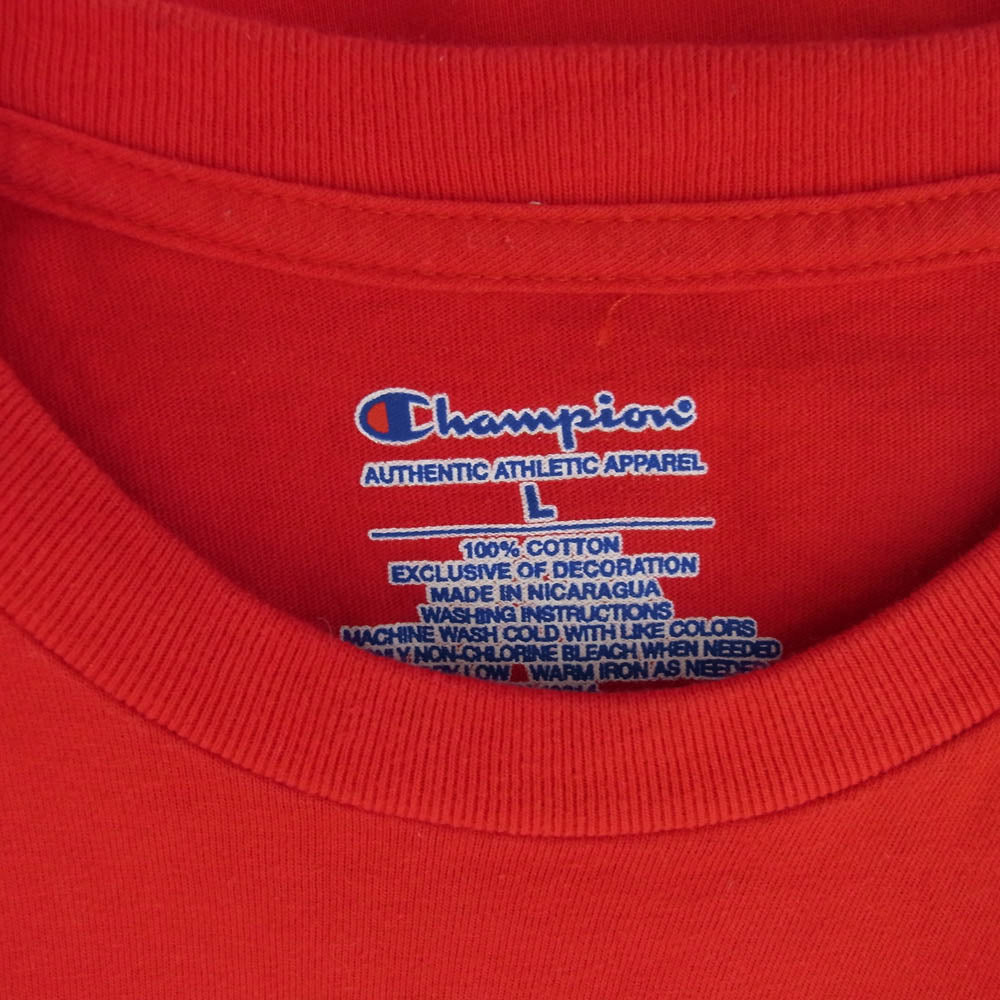 Champion
AUTHENTIC ATHLETIC APPAREL
L
100% COTTON
EXCLUSIVE OF DECORATION
MADE IN NICARAGUA
WASHING INSTRUCTIONS
MACHINE WASH COLD WITH LIKE COLORS
NON-CHLORINE BLEACH WHEN NEEDED
LOW WARM IRON AS NEEDED